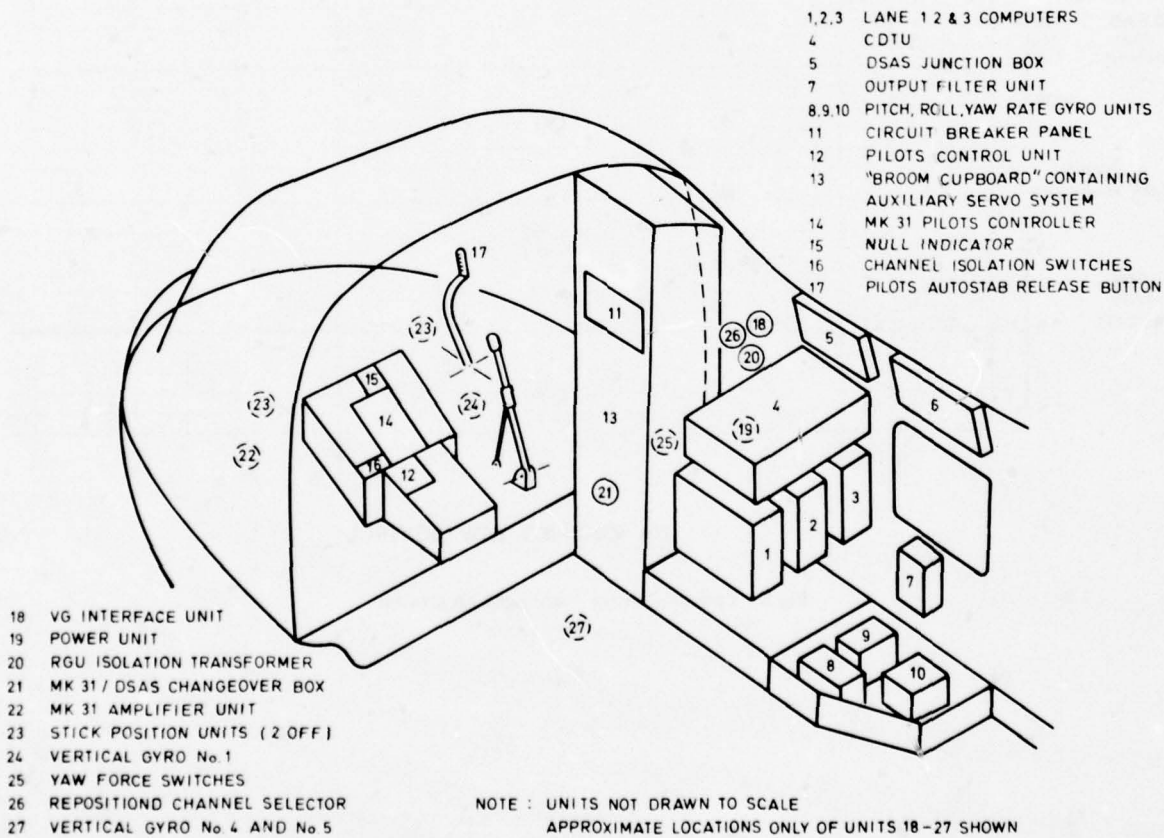 1,2,3 LANE 1 2 & 3 COMPUTERS
4 CDTU
5 DSAS JUNCTION BOX
7 OUTPUT FILTER UNIT
8,9,10 PITCH, ROLL, YAW RATE GYRO UNITS
11 CIRCUIT BREAKER PANEL
12 PILOTS CONTROL UNIT
13 "BROOM CUPBOARD" CONTAINING
AUXILIARY SERVO SYSTEM
14 MK 31 PILOTS CONTROLLER
15 NULL INDICATOR
16 CHANNEL ISOLATION SWITCHES
17 PILOTS AUTOSTAB RELEASE BUTTON
17
11
23
26
18
20
5
6
15
14
16
12
23
22
24
13
25
19
4
21
1
2
3
7
27
8
9
10
18 VG INTERFACE UNIT
19 POWER UNIT
20 RGU ISOLATION TRANSFORMER
21 MK 31 / DSAS CHANGEOVER BOX
22 MK 31 AMPLIFIER UNIT
23 STICK POSITION UNITS (2 OFF)
24 VERTICAL GYRO No. 1
25 YAW FORCE SWITCHES
26 REPOSITIOND CHANNEL SELECTOR
27 VERTICAL GYRO No. 4 AND No 5
NOTE : UNITS NOT DRAWN TO SCALE
APPROXIMATE LOCATIONS ONLY OF UNITS 18-27 SHOWN